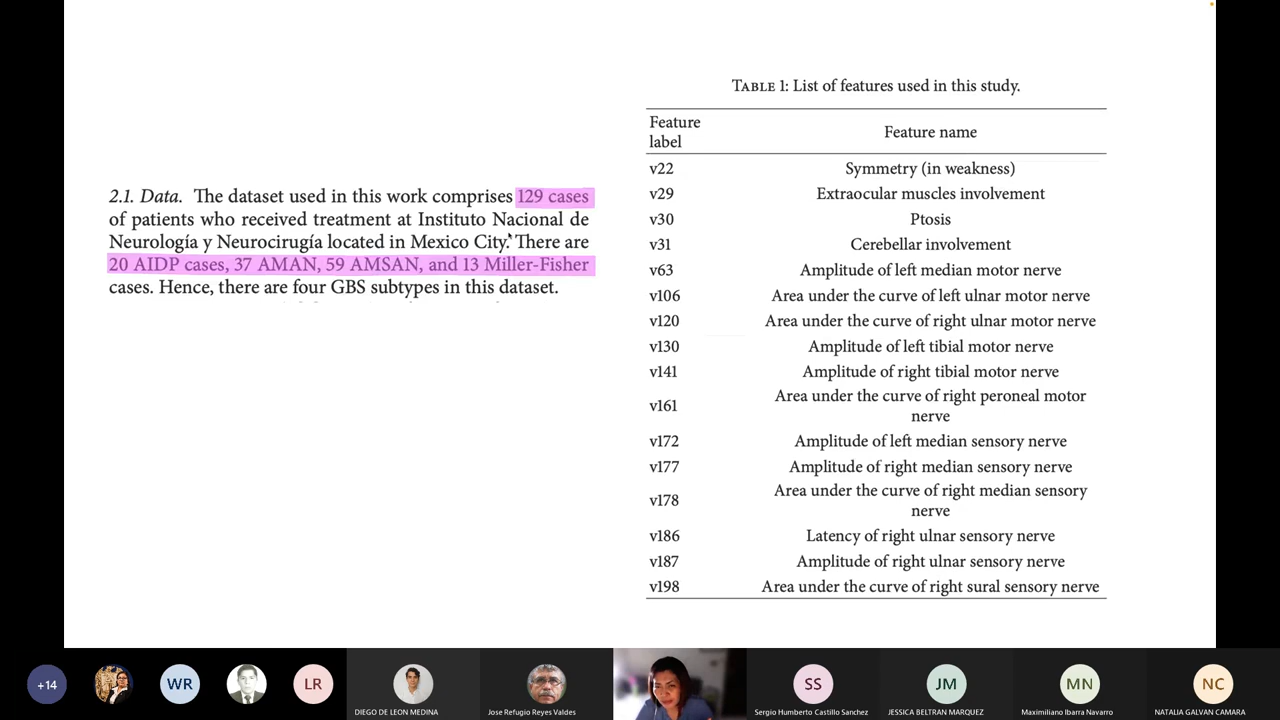 2.1. Data. The dataset used in this work comprises 129 cases
of patients who received treatment at Instituto Nacional de
Neurología y Neurocirugía located in Mexico City. There are
20 AIDP cases, 37 AMAN, 59 AMSAN, and 13 Miller-Fisher
cases. Hence, there are four GBS subtypes in this dataset.
TABLE 1: List of features used in this study.
Feature
label
Feature name
v22 Symmetry (in weakness)
v29 Extraocular muscles involvement
v30 Ptosis
v31 Cerebellar involvement
v63 Amplitude of left median motor nerve
v106 Area under the curve of left ulnar motor nerve
v120 Area under the curve of right ulnar motor nerve
v130 Amplitude of left tibial motor nerve
v141 Amplitude of right tibial motor nerve
v161 Area under the curve of right peroneal motor
nerve
v172 Amplitude of left median sensory nerve
v177 Amplitude of right median sensory nerve
v178 Area under the curve of right median sensory
nerve
v186 Latency of right ulnar sensory nerve
v187 Amplitude of right ulnar sensory nerve
v198 Area under the curve of right sural sensory nerve
+14
WR
LR
DIEGO DE LEON MEDINA
Jose Refugio Reyes Valdes
SS
Sergio Humberto Castillo Sanchez
JM
JESSICA BELTRAN MARQUEZ
MN
Maximiliano Ibarra Navarro
NC
NATALIA GALVAN CAMARA